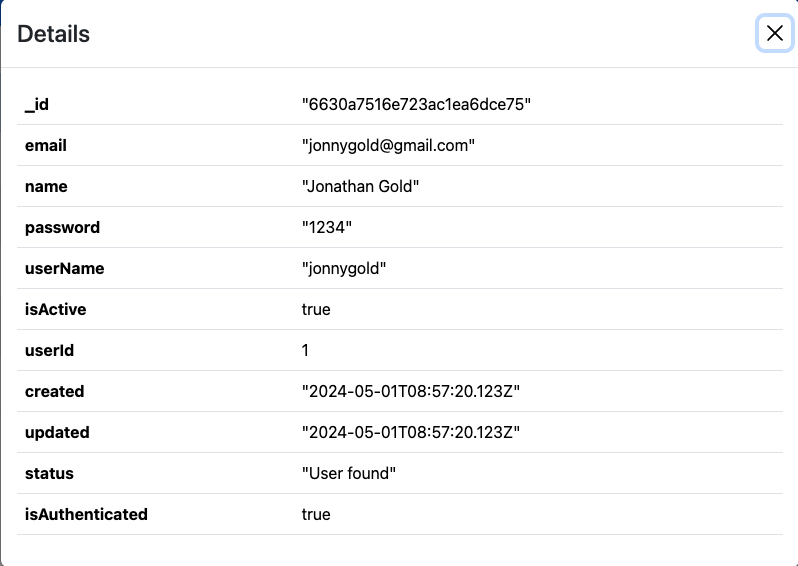 Details
_id "6630a7516e723ac1ea6dce75"
email "jonnygold@gmail.com"
name "Jonathan Gold"
password "1234"
userName "jonnygold"
isActive true
userId 1
created "2024-05-01T08:57:20.123Z"
updated "2024-05-01T08:57:20.123Z"
status "User found"
isAuthenticated true